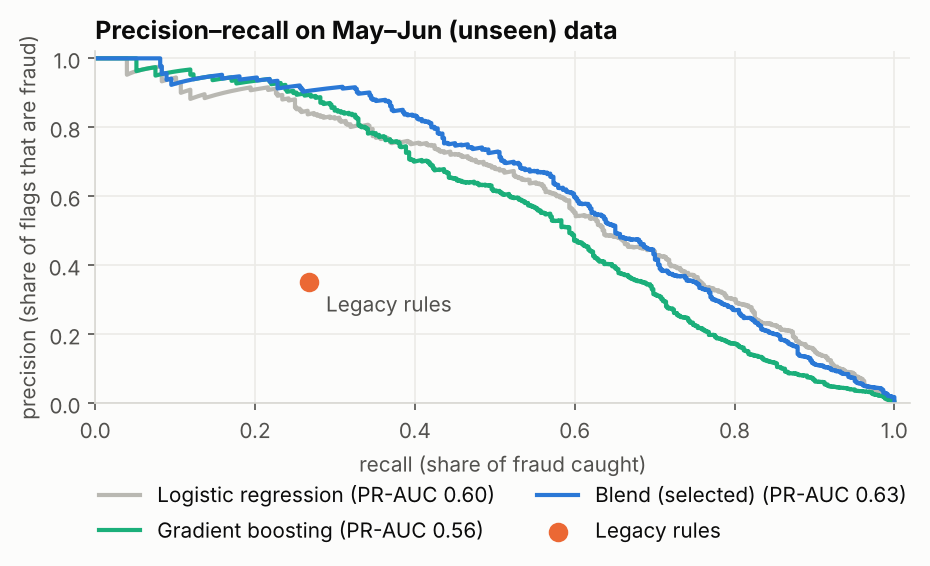 Precision–recall on May–Jun (unseen) data
precision (share of flags that are fraud)
1.0
0.8
0.6
0.4
0.2
0.0
Legacy rules
0.0 0.2 0.4 0.6 0.8 1.0
recall (share of fraud caught)
Logistic regression (PR-AUC 0.60)
Blend (selected) (PR-AUC 0.63)
Gradient boosting (PR-AUC 0.56)
Legacy rules